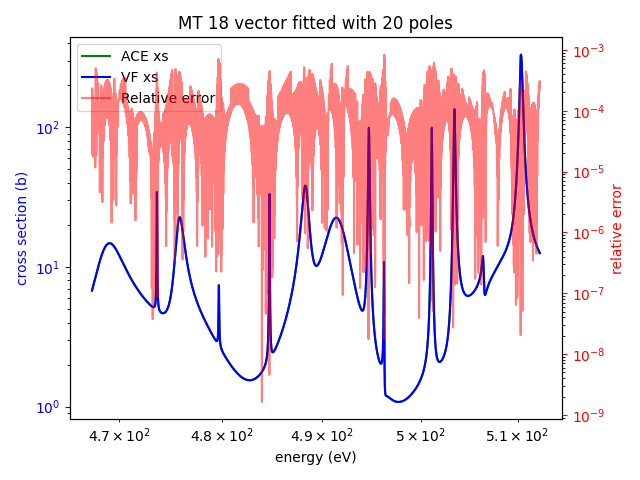 MT 18 vector fitted with 20 poles
ACE xs
VF xs
Relative error
cross section (b)
10²
10¹
10⁰
10⁻³
10⁻⁴
10⁻⁵
10⁻⁶
10⁻⁷
10⁻⁸
10⁻⁹
relative error
4.7 × 10² 4.8 × 10² 4.9 × 10² 5 × 10² 5.1 × 10²
energy (eV)